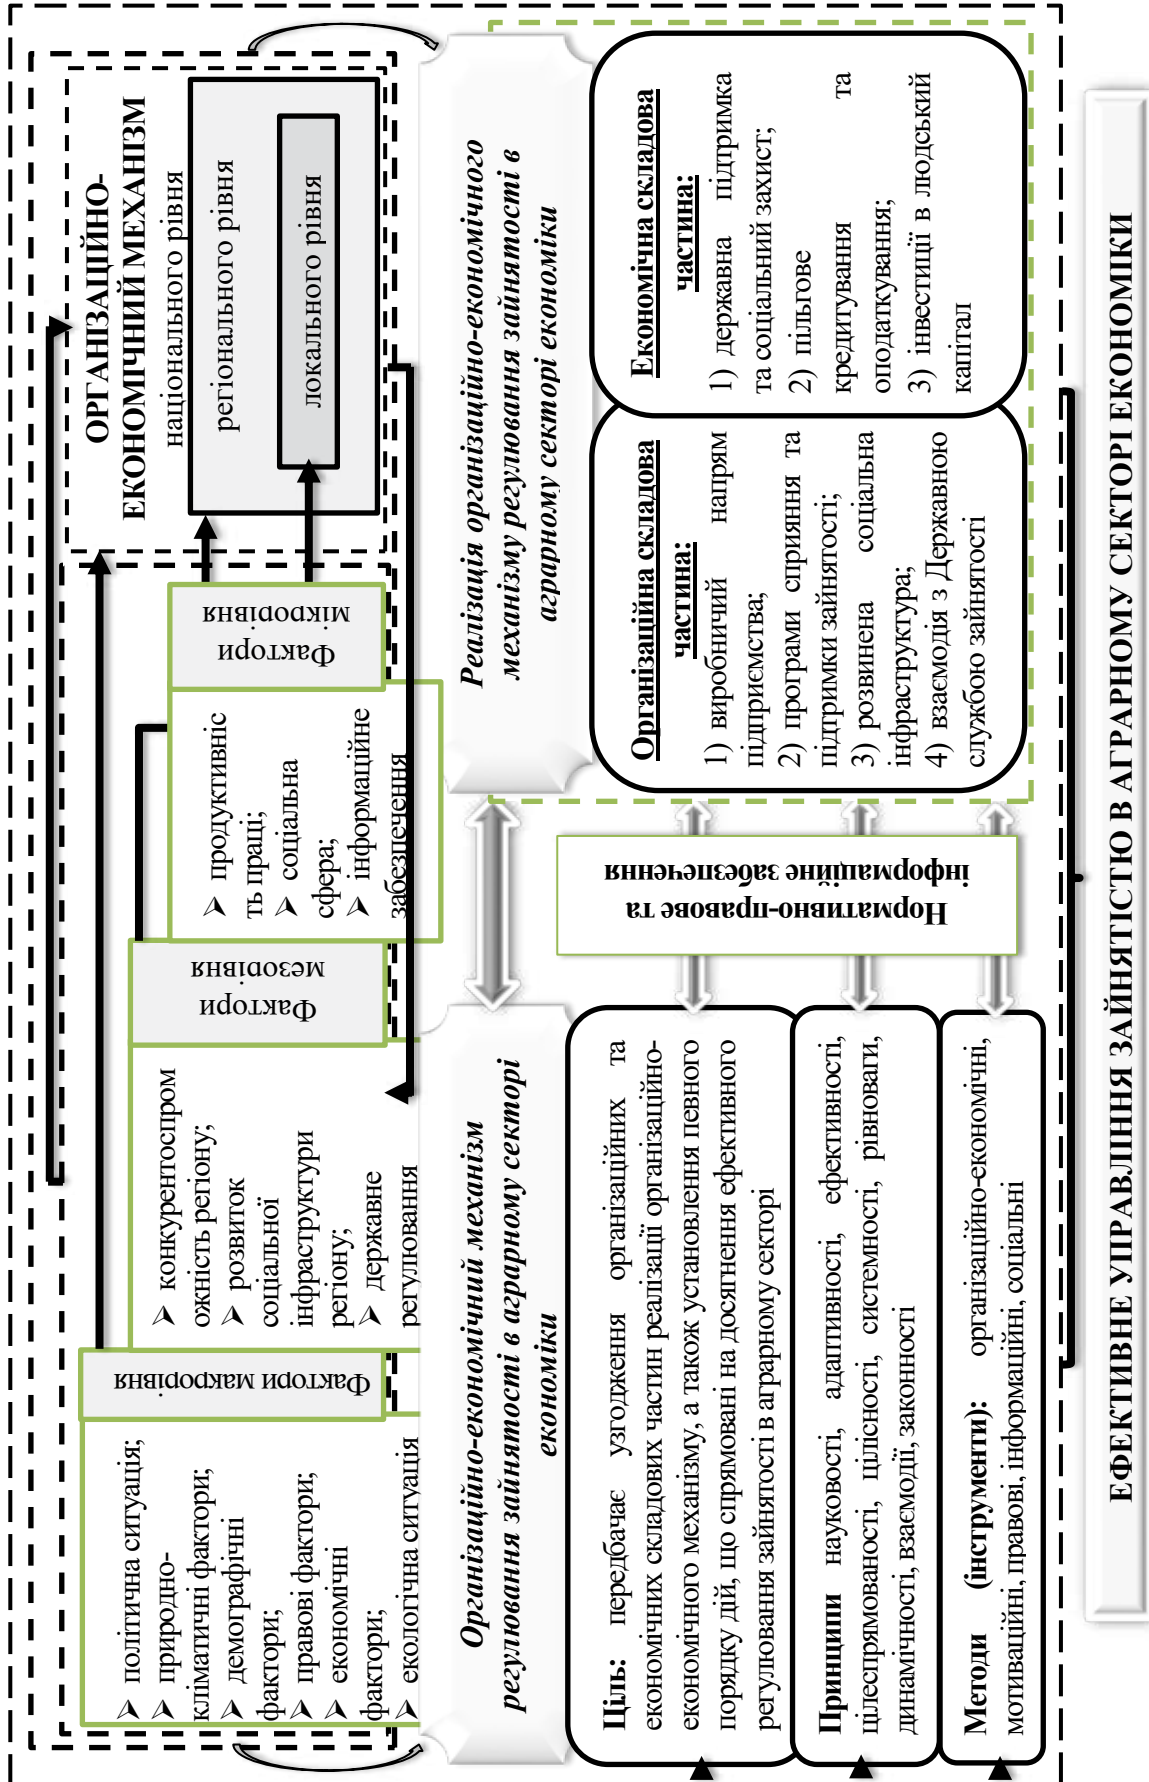 ОРГАНІЗАЦІЙНО-
ЕКОНОМІЧНИЙ МЕХАНІЗМ
національного рівня
регіонального рівня
локального рівня
Фактори
мікрорівня
➢ продуктивніс
ть праці;
➢ соціальна
сфера;
➢ інформаційне
забезпечення
Фактори
мезорівня
➢ конкурентоспром
ожність регіону;
➢ розвиток
соціальної
інфраструктури
регіону;
➢ державне
регулювання
Фактори макрорівня
➢ політична ситуація;
➢ природно-
кліматичні фактори;
➢ демографічні
фактори;
➢ правові фактори;
➢ економічні
фактори;
➢ екологічна ситуація
Організаційно-економічний механізм
регулювання зайнятості в аграрному секторі
економіки
Реалізація організаційно-економічного
механізму регулювання зайнятості в
аграрному секторі економіки
Ціль: передбачає узгодження організаційних та
економічних складових частин реалізації організаційно-
економічного механізму, а також установлення певного
порядку дій, що спрямовані на досягнення ефективного
регулювання зайнятості в аграрному секторі
Принципи науковості, адаптивності, ефективності,
цілеспрямованості, цілісності, системності, рівноваги,
динамічності, взаємодії, законності
Методи (інструменти): організаційно-економічні,
мотиваційні, правові, інформаційні, соціальні
Нормативно-правове та
інформаційне забезпечення
Організаційна складова
частина:
1) виробничий напрям
підприємства;
2) програми сприяння та
підтримки зайнятості;
3) розвинена соціальна
інфраструктура;
4) взаємодія з Державною
службою зайнятості
Економічна складова
частина:
1) державна підтримка
та соціальний захист;
2) пільгове
кредитування та
оподаткування;
3) інвестиції в людський
капітал
ЕФЕКТИВНЕ УПРАВЛІННЯ ЗАЙНЯТІСТЮ В АГРАРНОМУ СЕКТОРІ ЕКОНОМІКИ